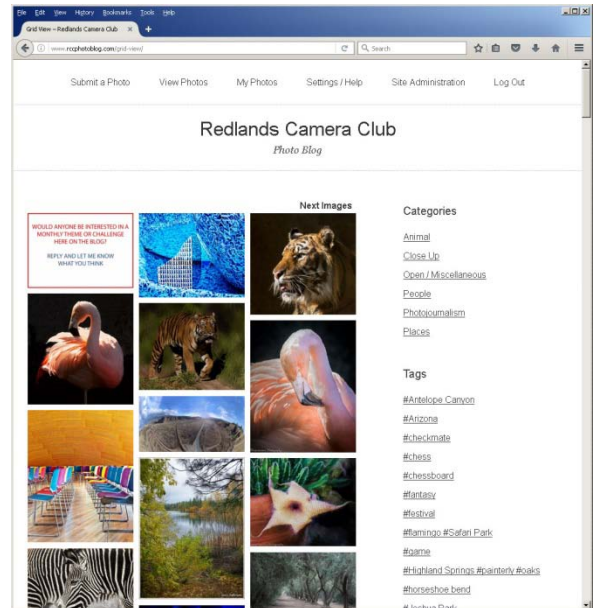 File Edit View History Bookmarks Tools Help
Grid View – Redlands Camera Club
www.rccphotoblog.com/grid-view/
Search
Submit a Photo View Photos My Photos Settings / Help Site Administration Log Out
Redlands Camera Club
Photo Blog
Next Images
WOULD ANYONE BE INTERESTED IN A
MONTHLY THEME OR CHALLENGE
HERE ON THE BLOG?
REPLY AND LET ME KNOW
WHAT YOU THINK
Categories
Animal
Close Up
Open / Miscellaneous
People
Photojournalism
Places
Tags
#Antelope Canyon
#Arizona
#checkmate
#chess
#chessboard
#fantasy
#festival
#flamingo #Safari Park
#game
#Highland Springs #painterly #oaks
#horseshoe bend
#Joshua Park